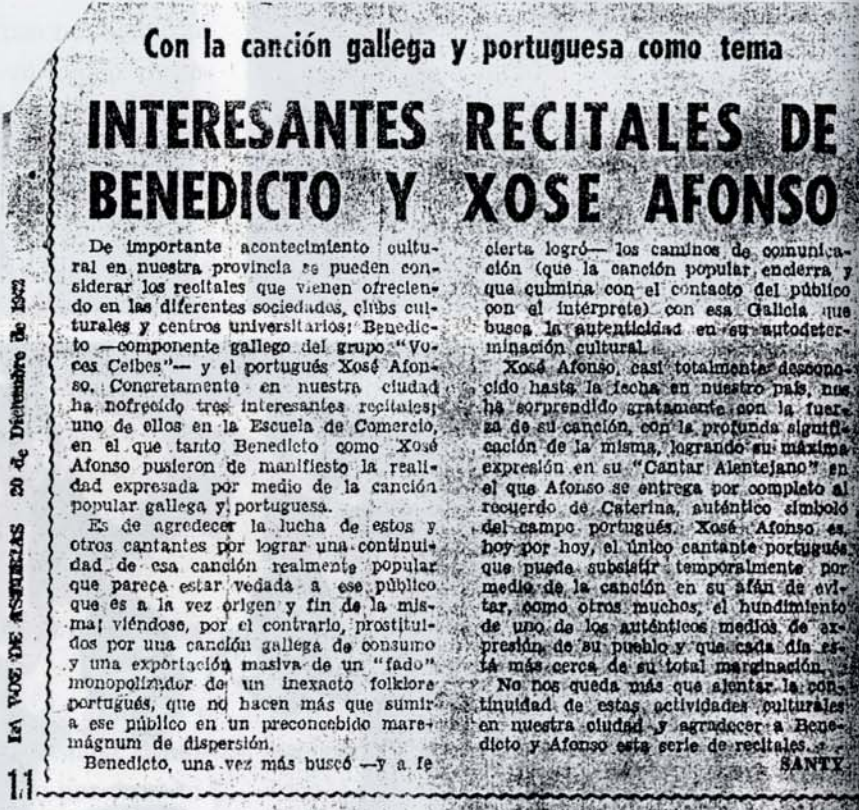 Con la canción gallega y portuguesa como tema
INTERESANTES RECITALES DE
BENEDICTO Y XOSE AFONSO
De importante acontecimiento cultu-
ral en nuestra provincia se pueden con-
siderar los recitales que vienen ofrecien-
do en las diferentes sociedades, clubs cul-
turales y centros universitarios; Benedic-
to —componente gallego del grupo "Vo-
ces Ceibes"— y el portugués Xosé Afon-
so. Concretamente en nuestra ciudad
ha nofrecido tres interesantes recitales;
uno de ellos en la Escuela de Comercio,
en el que tanto Benedicto como Xosé
Afonso pusieron de manifiesto la reali-
dad expresada por medio de la canción
popular gallega y portuguesa.
Es de agredecer la lucha de estos y
otros cantantes por lograr una continui-
dad de esa canción realmente popular
que parece estar vedada a ese público
que es a la vez origen y fin de la mis-
ma; viéndose, por el contrario, prostitui-
dos por una canción gallega de consumo
y una exportación masiva de un "fado"
monopolizador de un inexacto folklore
portugués, que no hacen más que sumir
a ese público en un preconcebido mare-
mágnum de dispersión.
Benedicto, una vez más buscó —y a fe
cierta logró— los caminos de comunica-
ción (que la canción popular encierra y
que culmina con el contacto del público
con el intérprete) con esa Galicia que
busca la autenticidad en su autodeter-
minación cultural.
Xosé Afonso, casi totalmente descono-
cido hasta la fecha en nuestro país, nos
ha sorprendido gratamente con la fuer-
za de su canción, con la profunda signifi-
cación de la misma, logrando su máxima
expresión en su "Cantar Alentejano" en
el que Afonso se entrega por completo al
recuerdo de Caterina, auténtico símbolo
del campo portugués. Xosé Afonso es,
hoy por hoy, el único cantante portugués
que puede subsistir temporalmente por
medio de la canción en su afán de evi-
tar, como otros muchos, el hundimiento
de uno de los auténticos medios de ex-
presión de su pueblo y que cada día es-
tá más cerca de su total marginación.
No nos queda más que alentar la con-
tinuidad de estas actividades culturales
en nuestra ciudad y agradecer a Bene-
dicto y Afonso esta serie de recitales.
SANTY
LA VOZ DE ASTURIAS 20 de Diciembre de 1972
11